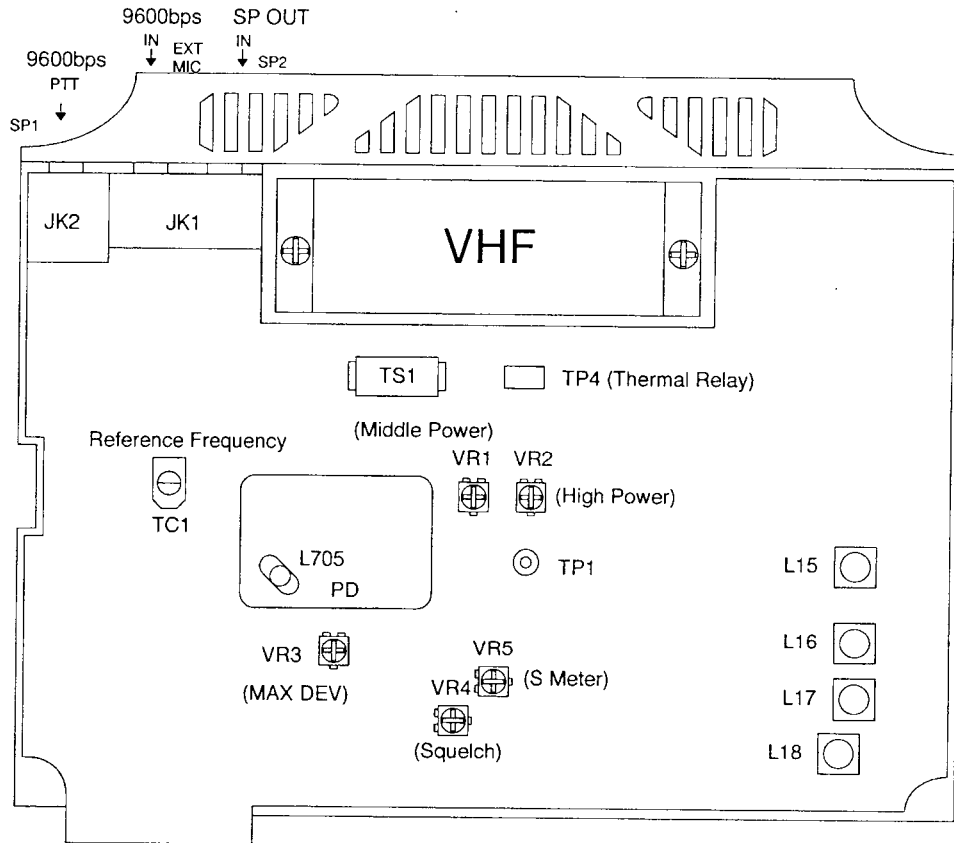 9600bps
IN
EXT
MIC
SP OUT
IN
SP2
9600bps
PTT
SP1
JK2
JK1
VHF
TS1
TP4 (Thermal Relay)
(Middle Power)
Reference Frequency
VR1
VR2
(High Power)
TC1
L705
PD
TP1
L15
VR3
(MAX DEV)
VR5
(S Meter)
VR4
(Squelch)
L16
L17
L18